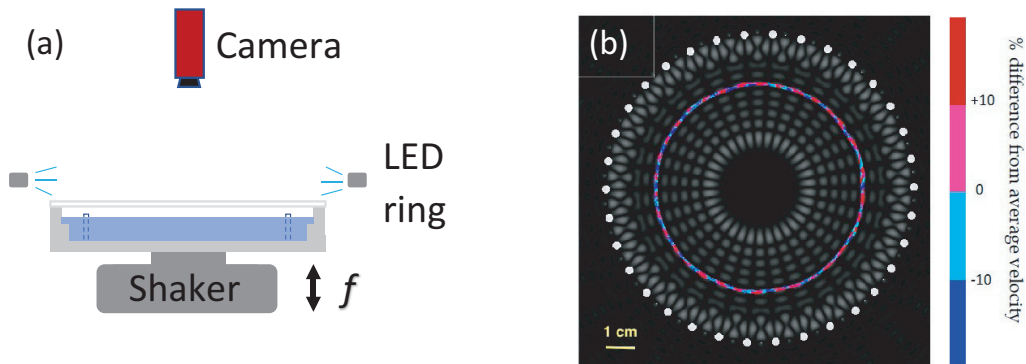 (a)
Camera
LED
ring
Shaker
f
(b)
1 cm
+10
0
-10
% difference from average velocity